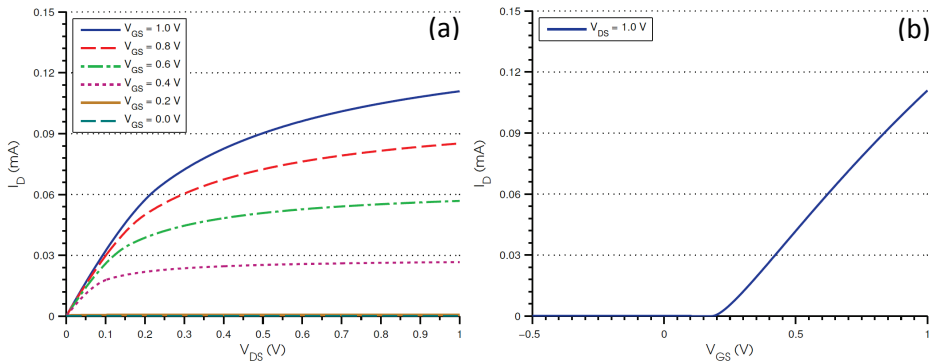 (a)
V_GS = 1.0 V
V_GS = 0.8 V
V_GS = 0.6 V
V_GS = 0.4 V
V_GS = 0.2 V
V_GS = 0.0 V
0.15
0.12
0.09
0.06
0.03
0
I_D (mA)
0 0.1 0.2 0.3 0.4 0.5 0.6 0.7 0.8 0.9 1
V_DS (V)
(b)
V_DS = 1.0 V
0.15
0.12
0.09
0.06
0.03
0
I_D (mA)
-0.5 0 0.5 1
V_GS (V)